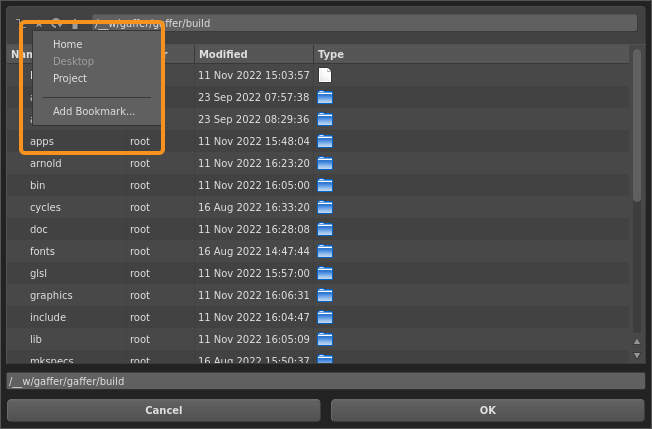 /__w/gaffer/gaffer/build
Modified Type
Home
Desktop
Project
Add Bookmark...
11 Nov 2022 15:03:57
23 Sep 2022 07:57:38
23 Sep 2022 08:29:36
apps root 11 Nov 2022 15:48:04
arnold root 11 Nov 2022 16:23:20
bin root 11 Nov 2022 16:05:00
cycles root 16 Aug 2022 16:33:20
doc root 11 Nov 2022 16:28:08
fonts root 16 Aug 2022 14:47:44
glsl root 11 Nov 2022 15:57:00
graphics root 11 Nov 2022 16:06:31
include root 11 Nov 2022 16:04:47
lib root 11 Nov 2022 16:05:09
mkspecs root 16 Aug 2022 15:50:37
/__w/gaffer/gaffer/build
Cancel OK